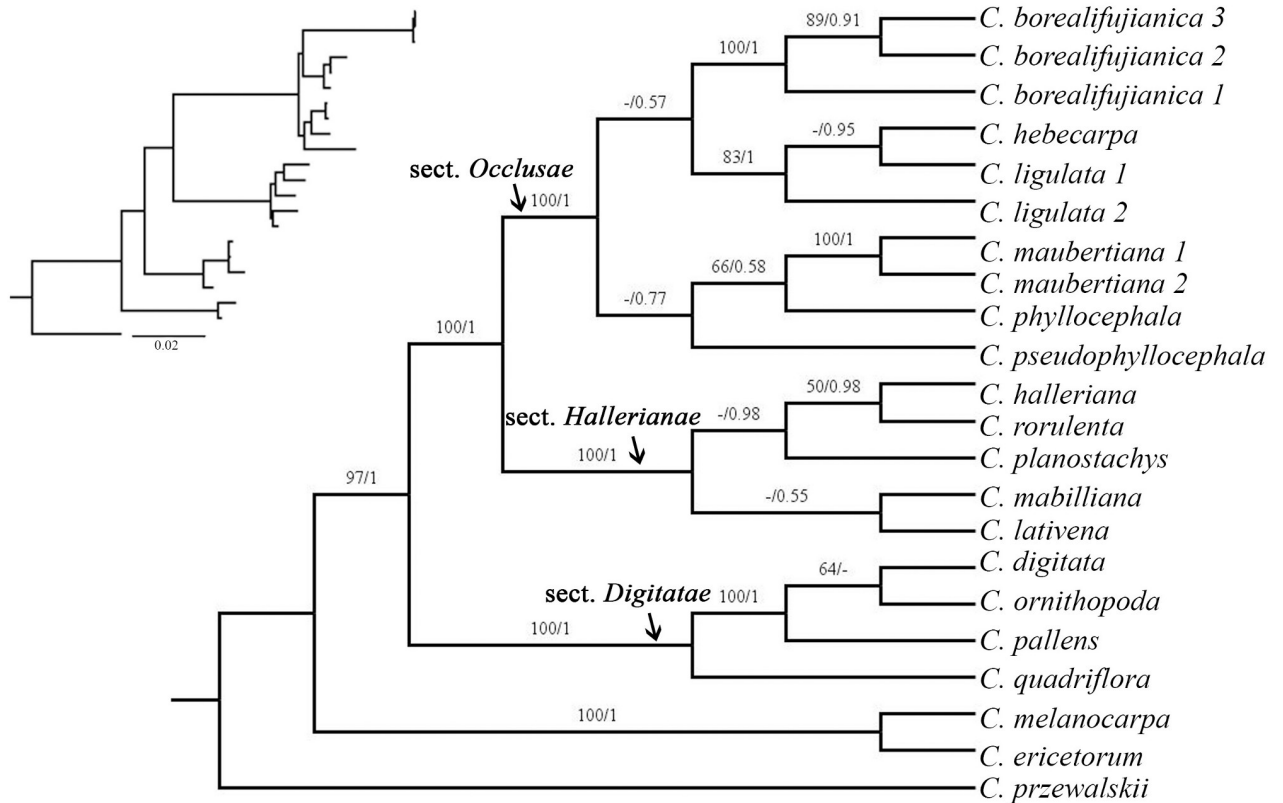 89/0.91
C. borealifujianica 3
C. borealifujianica 2
100/1
C. borealifujianica 1
-/0.57
-/0.95
C. hebecarpa
83/1
C. ligulata 1
sect. Occlusae
100/1
C. ligulata 2
100/1
C. maubertiana 1
66/0.58
C. maubertiana 2
-/0.77
C. phyllocephala
100/1
0.02
C. pseudophyllocephala
50/0.98
C. halleriana
sect. Hallerianae
-/0.98
C. rorulenta
100/1
C. planostachys
97/1
-/0.55
C. mabilliana
C. lativena
64/-
C. digitata
sect. Digitatae
100/1
C. ornithopoda
100/1
C. pallens
C. quadriflora
100/1
C. melanocarpa
C. ericetorum
C. przewalskii